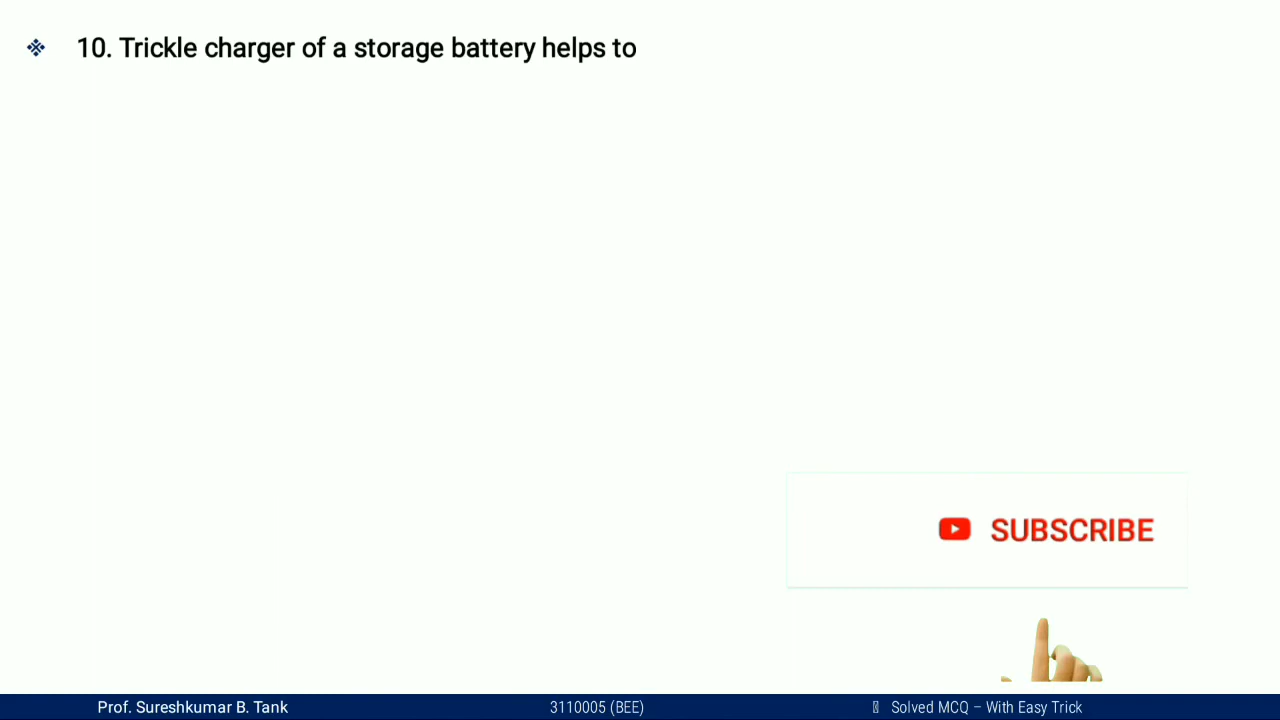 ❖ 10. Trickle charger of a storage battery helps to
SUBSCRIBE
Prof. Sureshkumar B. Tank 3110005 (BEE) Solved MCQ – With Easy Trick